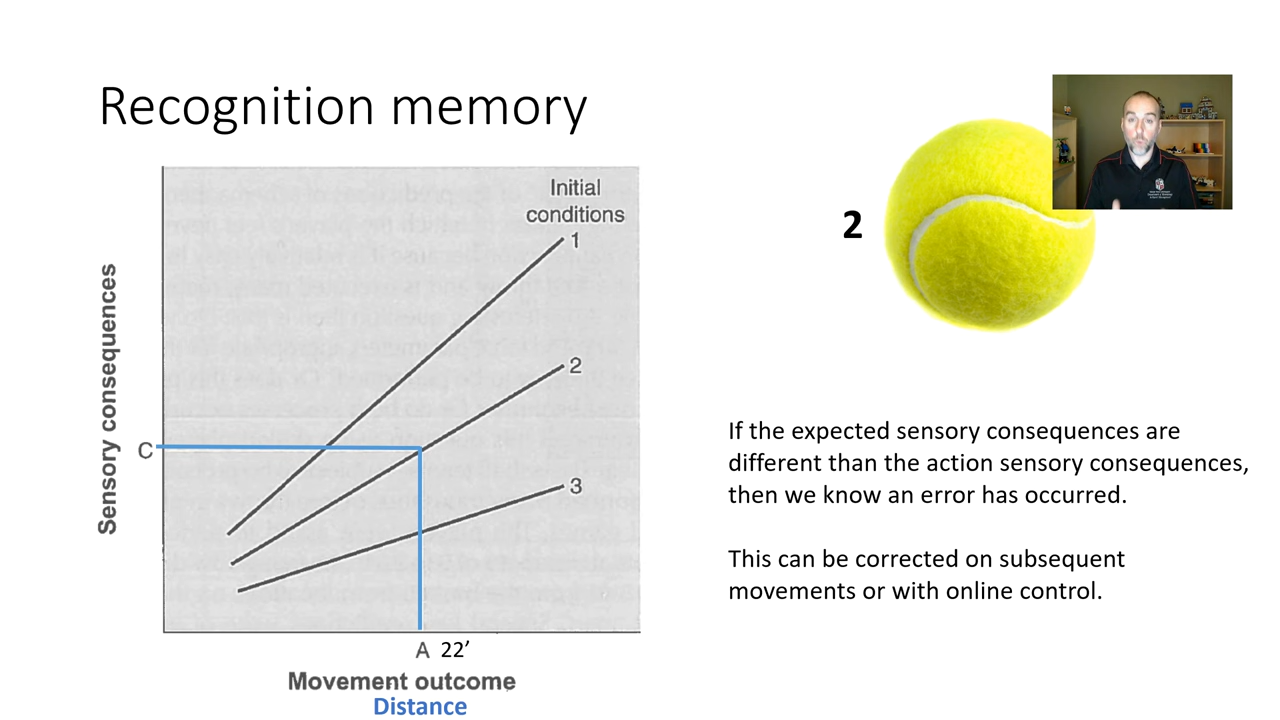 Recognition memory
Initial
conditions
1
2
3
Sensory consequences
C
A 22’
Movement outcome
Distance
2
If the expected sensory consequences are
different than the action sensory consequences,
then we know an error has occurred.
This can be corrected on subsequent
movements or with online control.